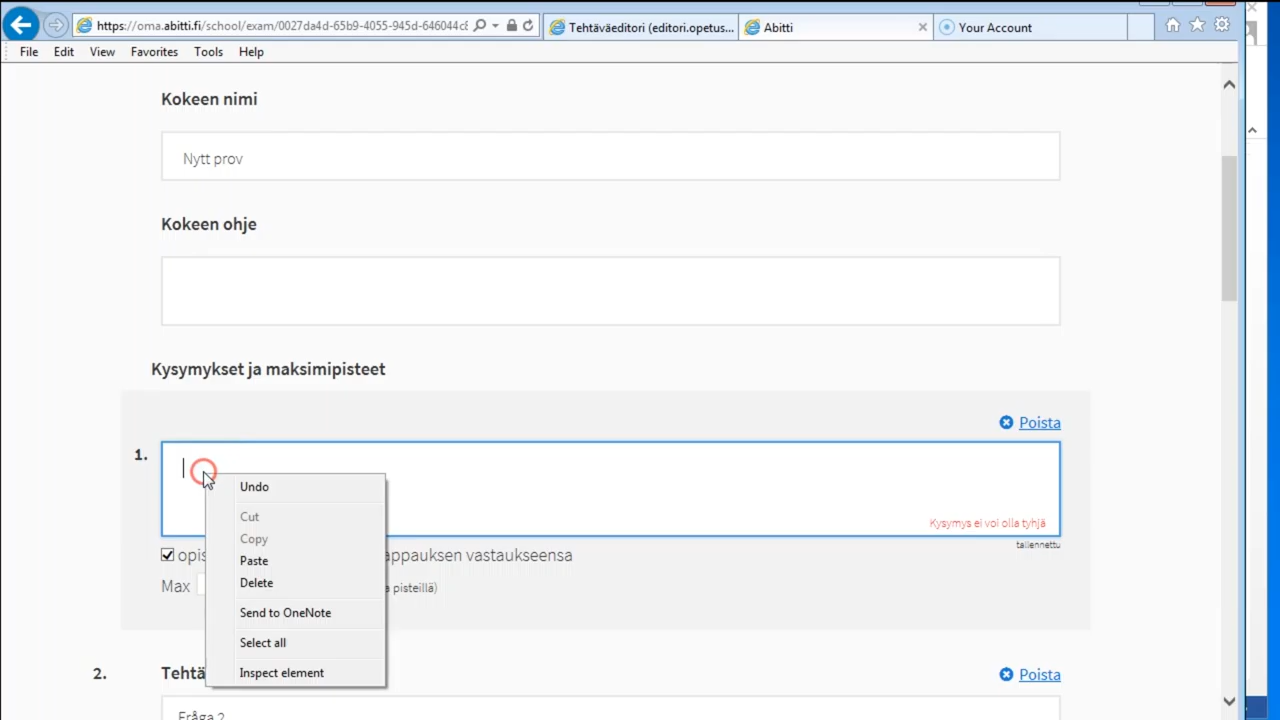 https://oma.abitti.fi/school/exam/0027da4d-65b9-4055-945d-646044c8
Tehtäväeditori (editori.opetus...
Abitti
Your Account
File Edit View Favorites Tools Help
Kokeen nimi
Nytt prov
Kokeen ohje
Kysymykset ja maksimipisteet
Poista
1.
Kysymys ei voi olla tyhjä
tallennettu
Undo
Cut
Copy
Paste
Delete
Send to OneNote
Select all
Inspect element
vastaukseensa
Max
pisteillä)
2.
Poista
Fråga 2